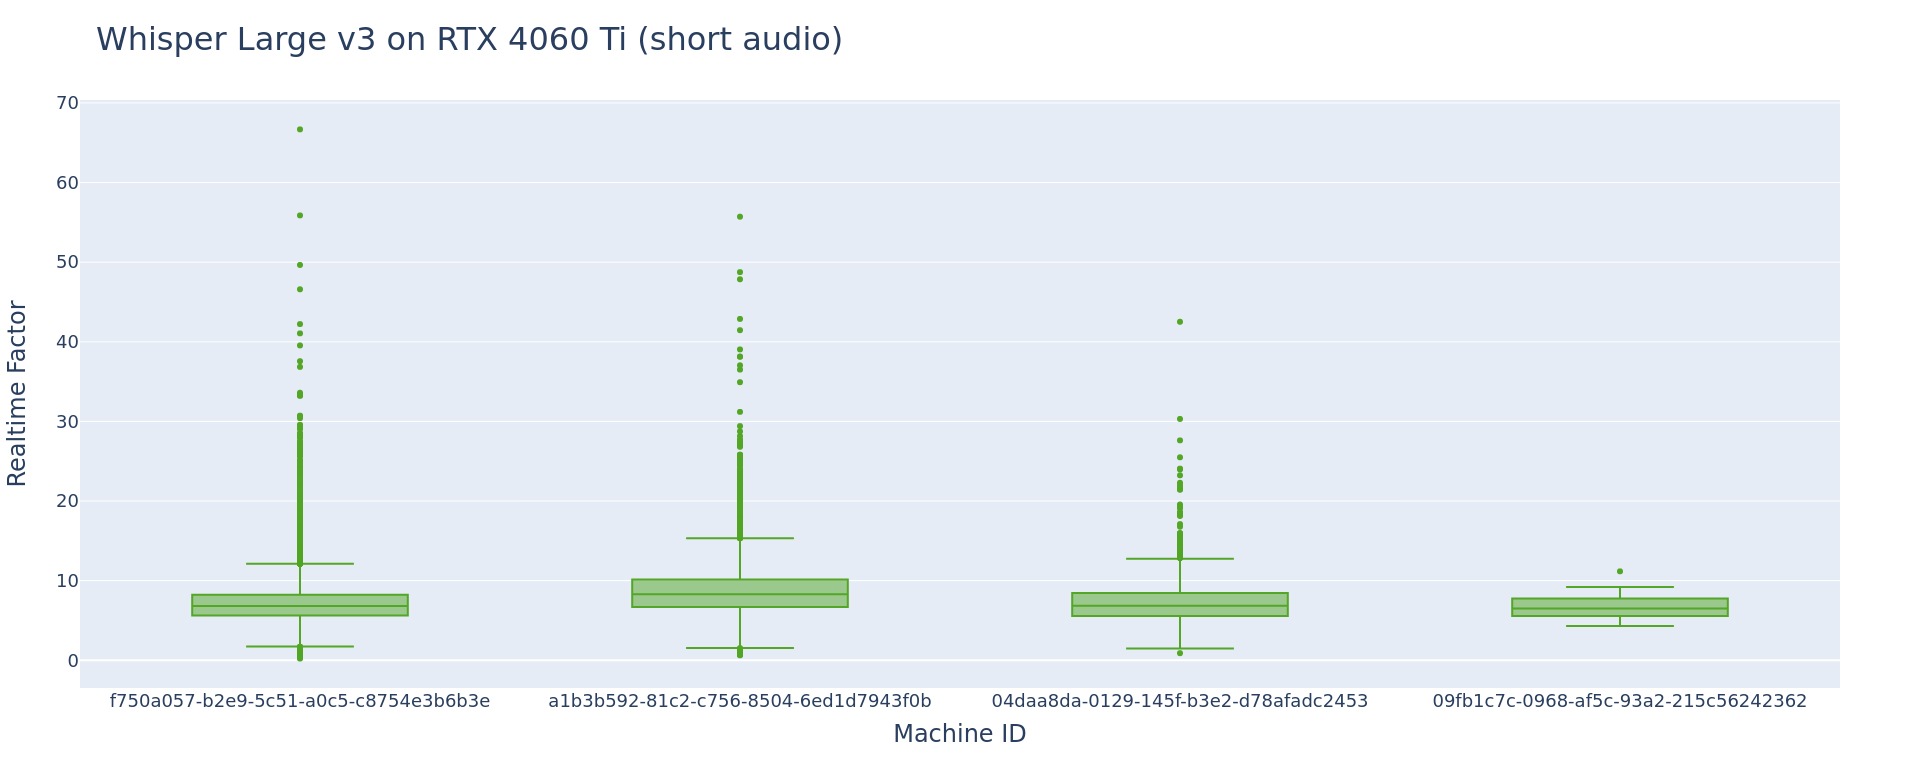 Whisper Large v3 on RTX 4060 Ti (short audio)
Realtime Factor
70
60
50
40
30
20
10
0
f750a057-b2e9-5c51-a0c5-c8754e3b6b3e
a1b3b592-81c2-c756-8504-6ed1d7943f0b
04daa8da-0129-145f-b3e2-d78afadc2453
09fb1c7c-0968-af5c-93a2-215c56242362
Machine ID